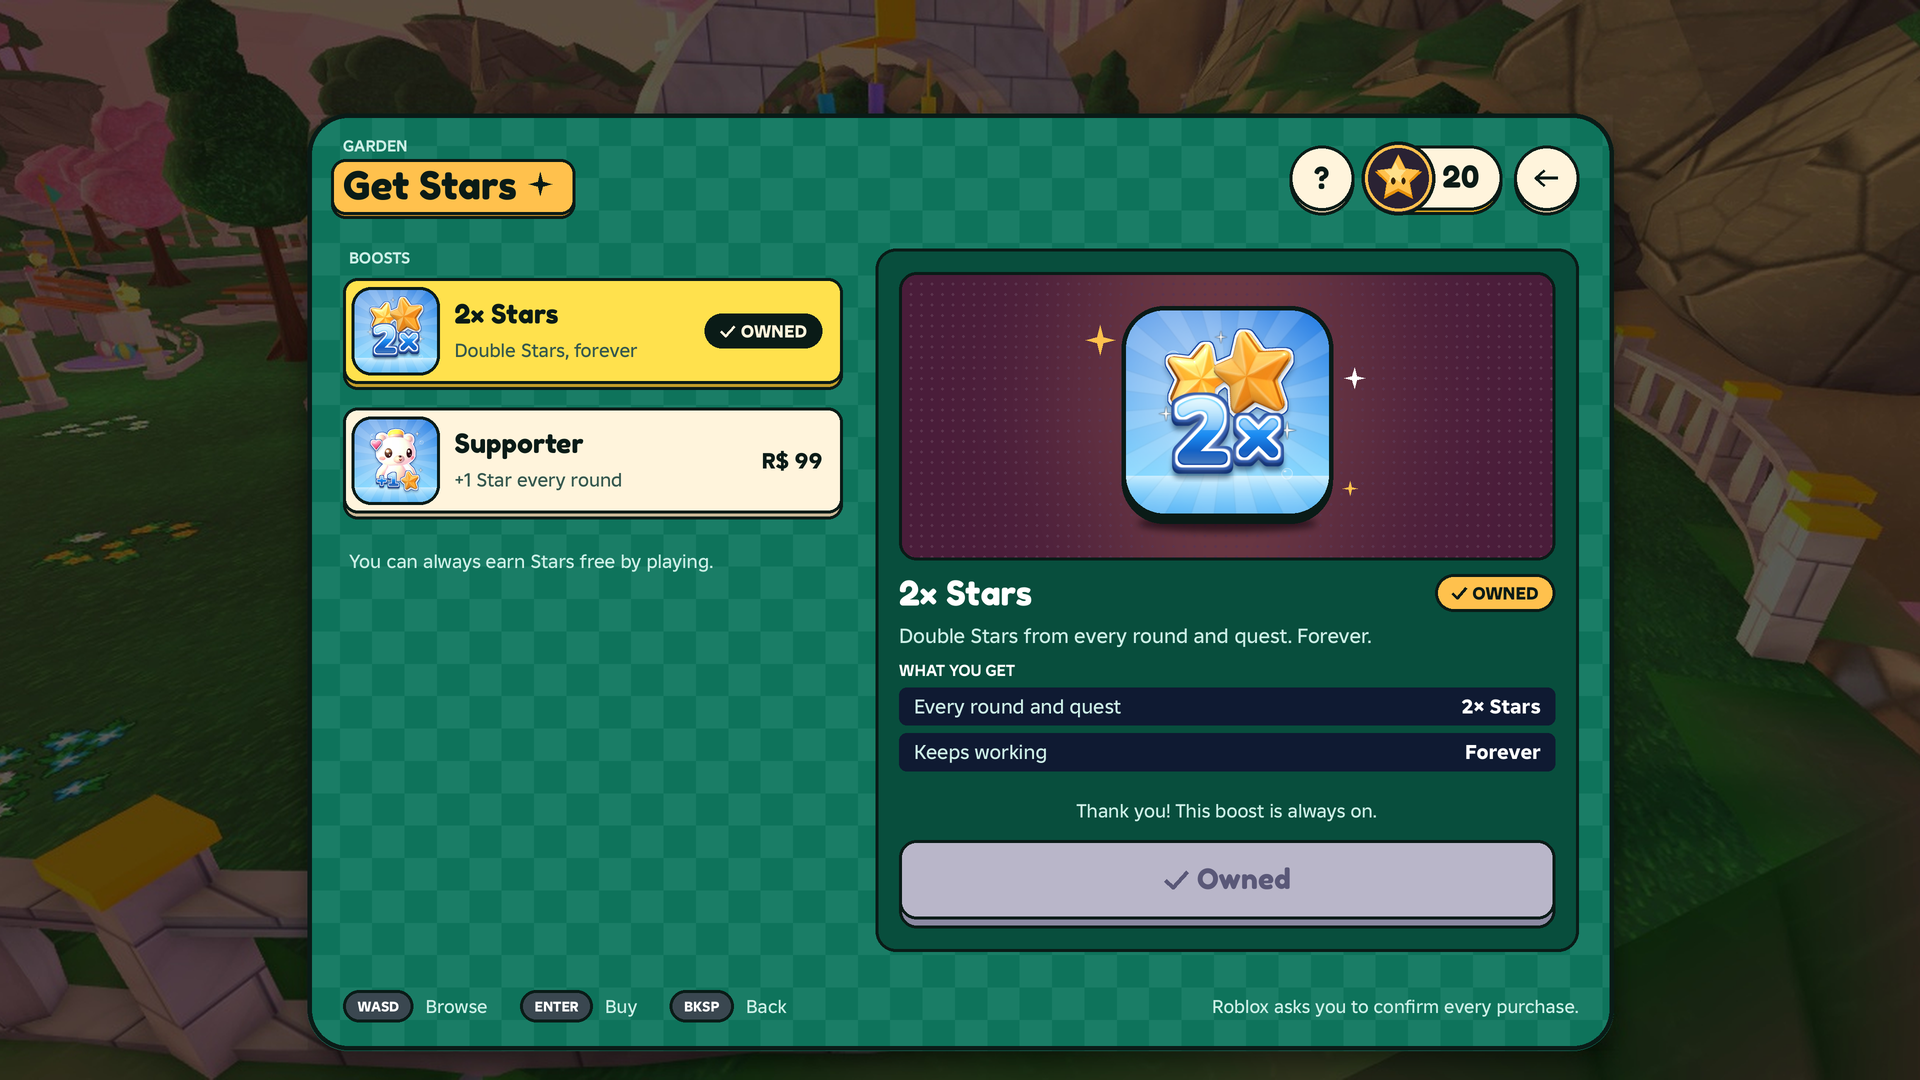 GARDEN
Get Stars
?
20
BOOSTS
2x Stars
Double Stars, forever
OWNED
Supporter
+1 Star every round
R$ 99
You can always earn Stars free by playing.
2x
2x Stars
OWNED
Double Stars from every round and quest. Forever.
WHAT YOU GET
Every round and quest
2× Stars
Keeps working
Forever
Thank you! This boost is always on.
Owned
WASD Browse ENTER Buy BKSP Back
Roblox asks you to confirm every purchase.